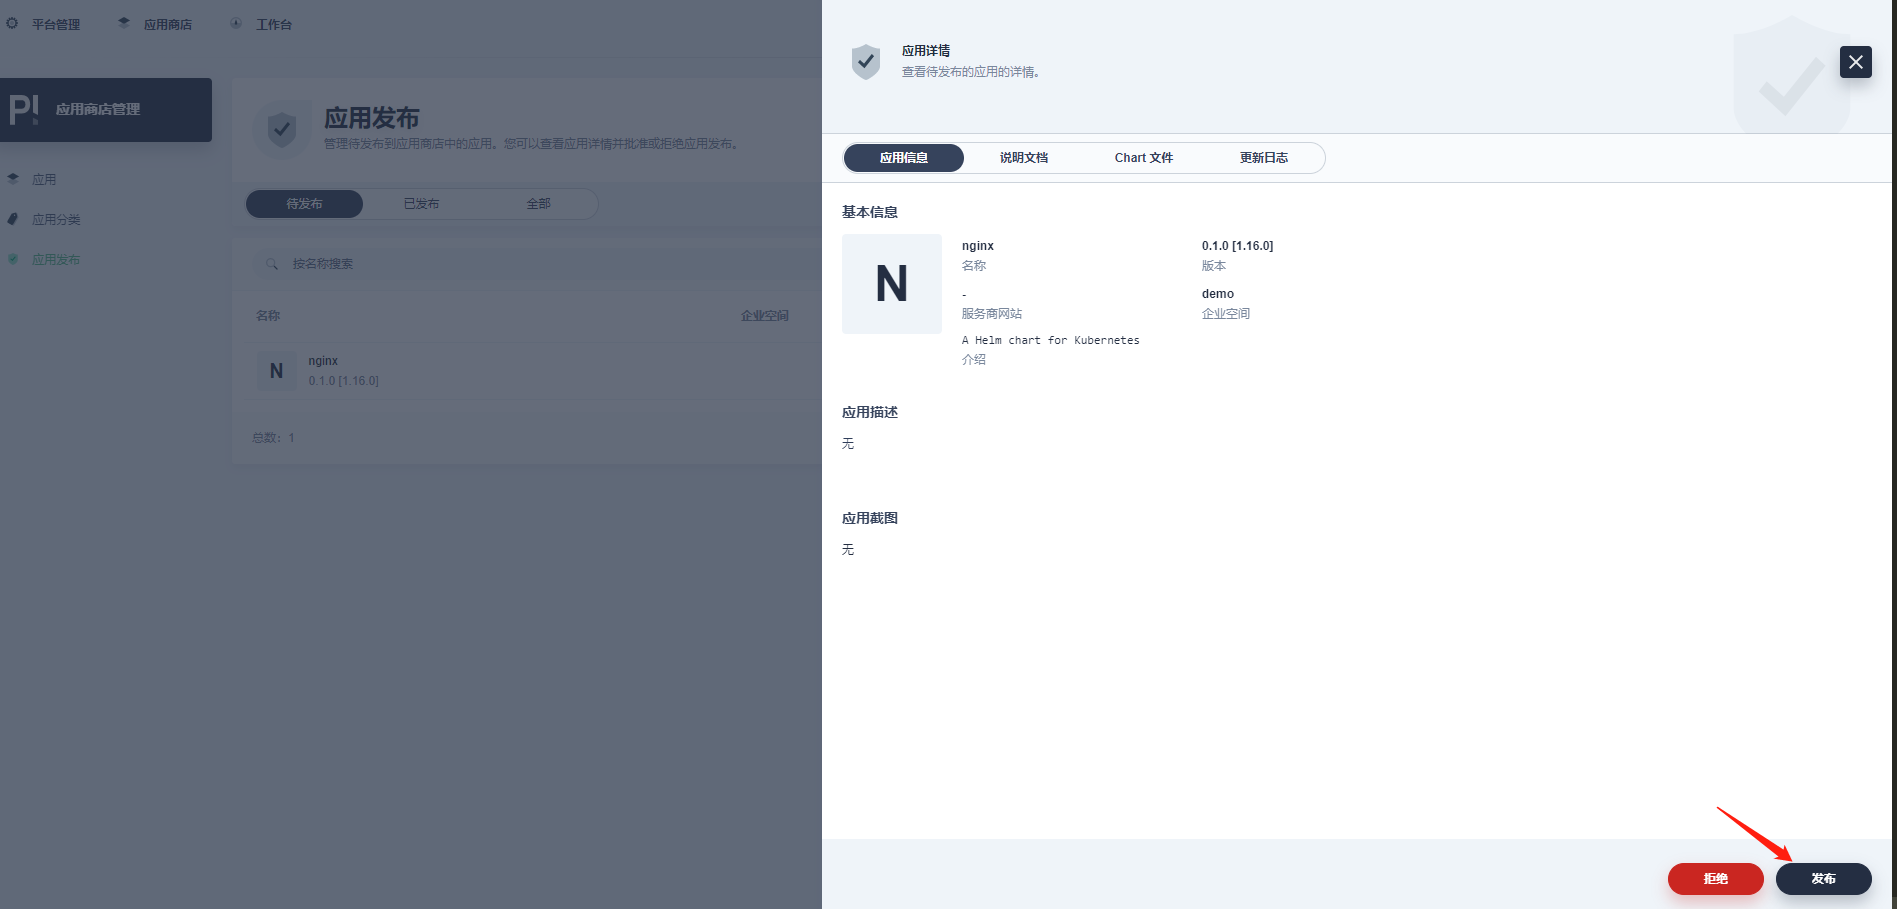 平台管理 应用商店 工作台
P! 应用商店管理
应用
应用分类
应用发布
应用发布
管理待发布到应用商店中的应用。您可以查看应用详情并批准或拒绝应用发布。
待发布 已发布 全部
按名称搜索
名称 企业空间
N nginx
0.1.0 [1.16.0]
总数：1
应用详情
查看待发布的应用的详情。
应用信息 说明文档 Chart 文件 更新日志
基本信息
N
nginx 0.1.0 [1.16.0]
名称 版本
- demo
服务商网站 企业空间
A Helm chart for Kubernetes
介绍
应用描述
无
应用截图
无
拒绝 发布